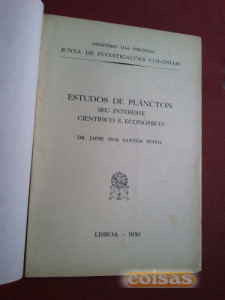 MINISTÉRIO DAS COLÓNIAS
JUNTA DE INVESTIGAÇÕES COLONIAIS
ESTUDOS DE PLÂNCTON
SEU INTERESSE
CIENTÍFICO E ECONÓMICO
DR. JAIME DOS SANTOS PINTO
LISBOA — 1950
coisas